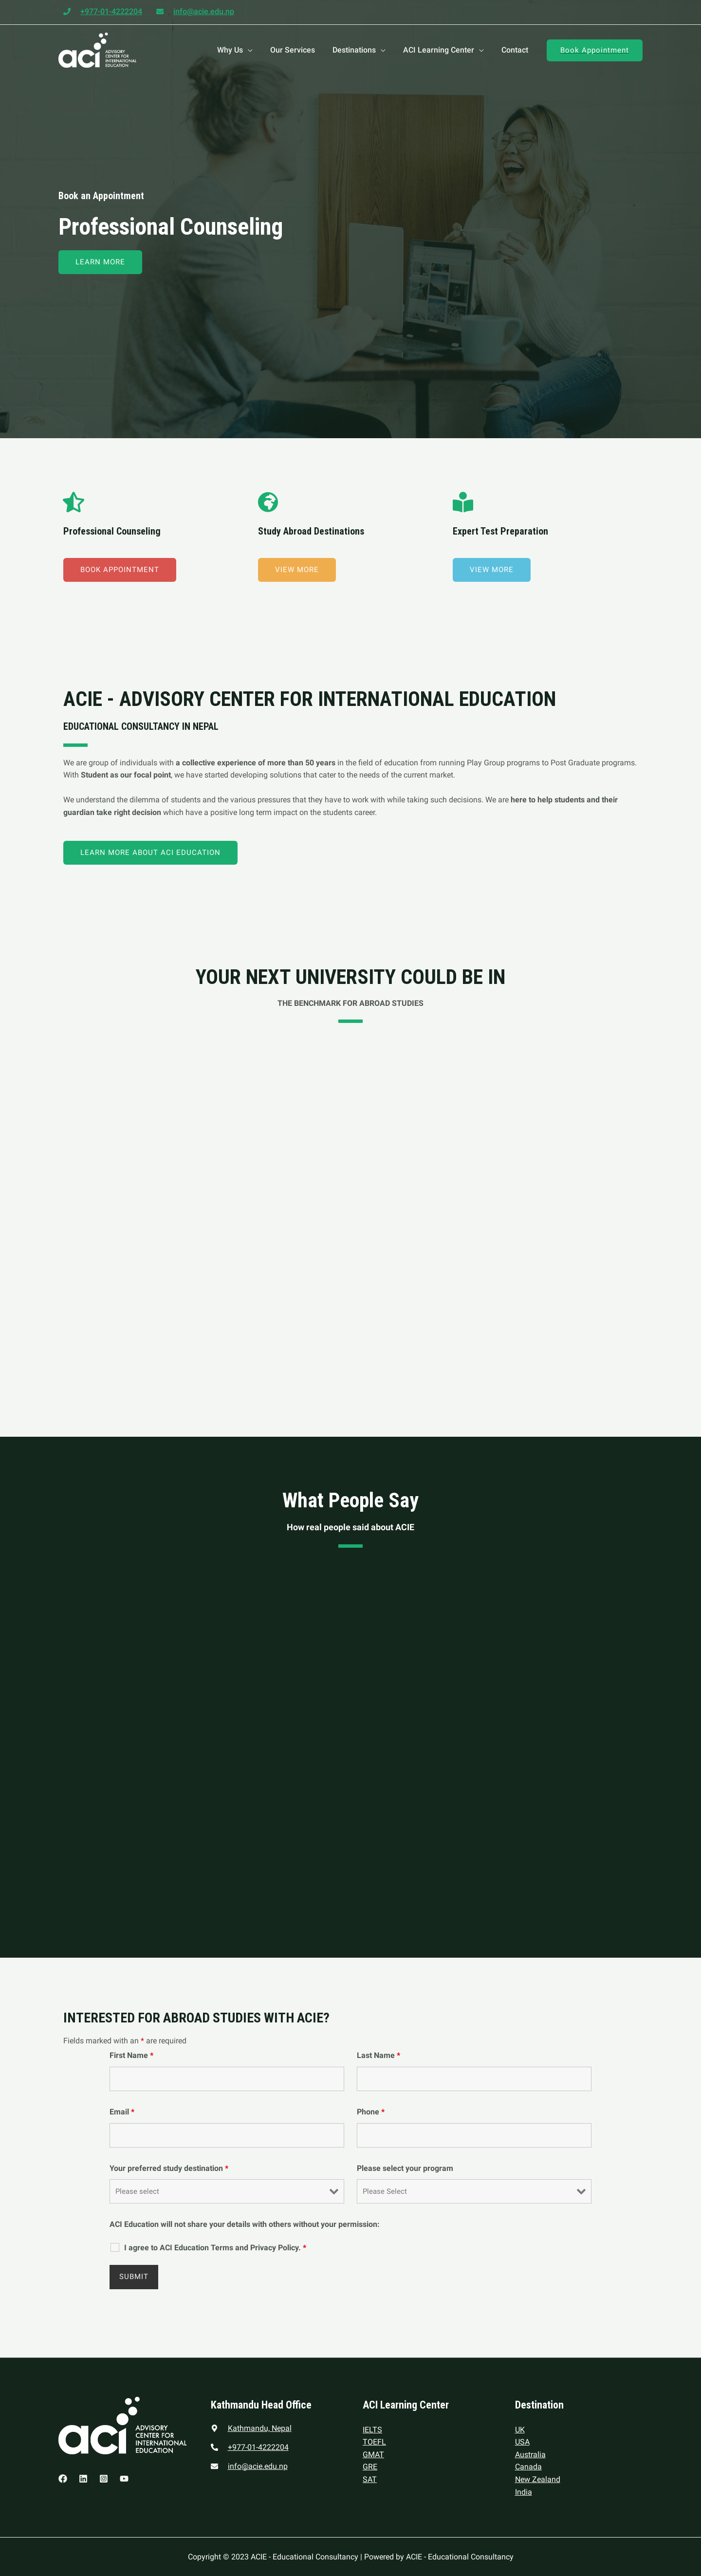 +977-01-4222204 info@acie.edu.np
aci ADVISORY CENTER FOR INTERNATIONAL EDUCATION
Why Us Our Services Destinations ACI Learning Center Contact Book Appointment
Book an Appointment
Professional Counseling
LEARN MORE
Professional Counseling Study Abroad Destinations Expert Test Preparation
BOOK APPOINTMENT VIEW MORE VIEW MORE
ACIE - ADVISORY CENTER FOR INTERNATIONAL EDUCATION
EDUCATIONAL CONSULTANCY IN NEPAL
We are group of individuals with a collective experience of more than 50 years in the field of education from running Play Group programs to Post Graduate programs.
With Student as our focal point, we have started developing solutions that cater to the needs of the current market.
We understand the dilemma of students and the various pressures that they have to work with while taking such decisions. We are here to help students and their
guardian take right decision which have a positive long term impact on the students career.
LEARN MORE ABOUT ACI EDUCATION
YOUR NEXT UNIVERSITY COULD BE IN
THE BENCHMARK FOR ABROAD STUDIES
What People Say
How real people said about ACIE
INTERESTED FOR ABROAD STUDIES WITH ACIE?
Fields marked with an * are required
First Name * Last Name *
Email * Phone *
Your preferred study destination * Please select your program
Please select Please Select
ACI Education will not share your details with others without your permission:
I agree to ACI Education Terms and Privacy Policy. *
SUBMIT
aci ADVISORY CENTER FOR INTERNATIONAL EDUCATION
Kathmandu Head Office
Kathmandu, Nepal
+977-01-4222204
info@acie.edu.np
ACI Learning Center
IELTS
TOEFL
GMAT
GRE
SAT
Destination
UK
USA
Australia
Canada
New Zealand
India
Copyright © 2023 ACIE - Educational Consultancy | Powered by ACIE - Educational Consultancy